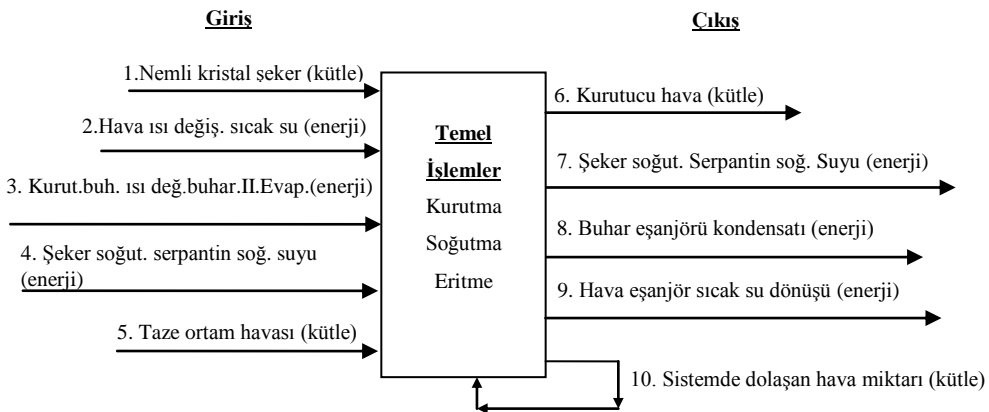 Giriş
Çıkış
1.Nemli kristal şeker (kütle)
2.Hava ısı değiş. sıcak su (enerji)
3. Kurut.buh. ısı değ.buhar.II.Evap.(enerji)
4. Şeker soğut. serpantin soğ. suyu
(enerji)
5. Taze ortam havası (kütle)
Temel
İşlemler
Kurutma
Soğutma
Eritme
6. Kurutucu hava (kütle)
7. Şeker soğut. Serpantin soğ. Suyu (enerji)
8. Buhar eşanjörü kondensatı (enerji)
9. Hava eşanjör sıcak su dönüşü (enerji)
10. Sistemde dolaşan hava miktarı (kütle)